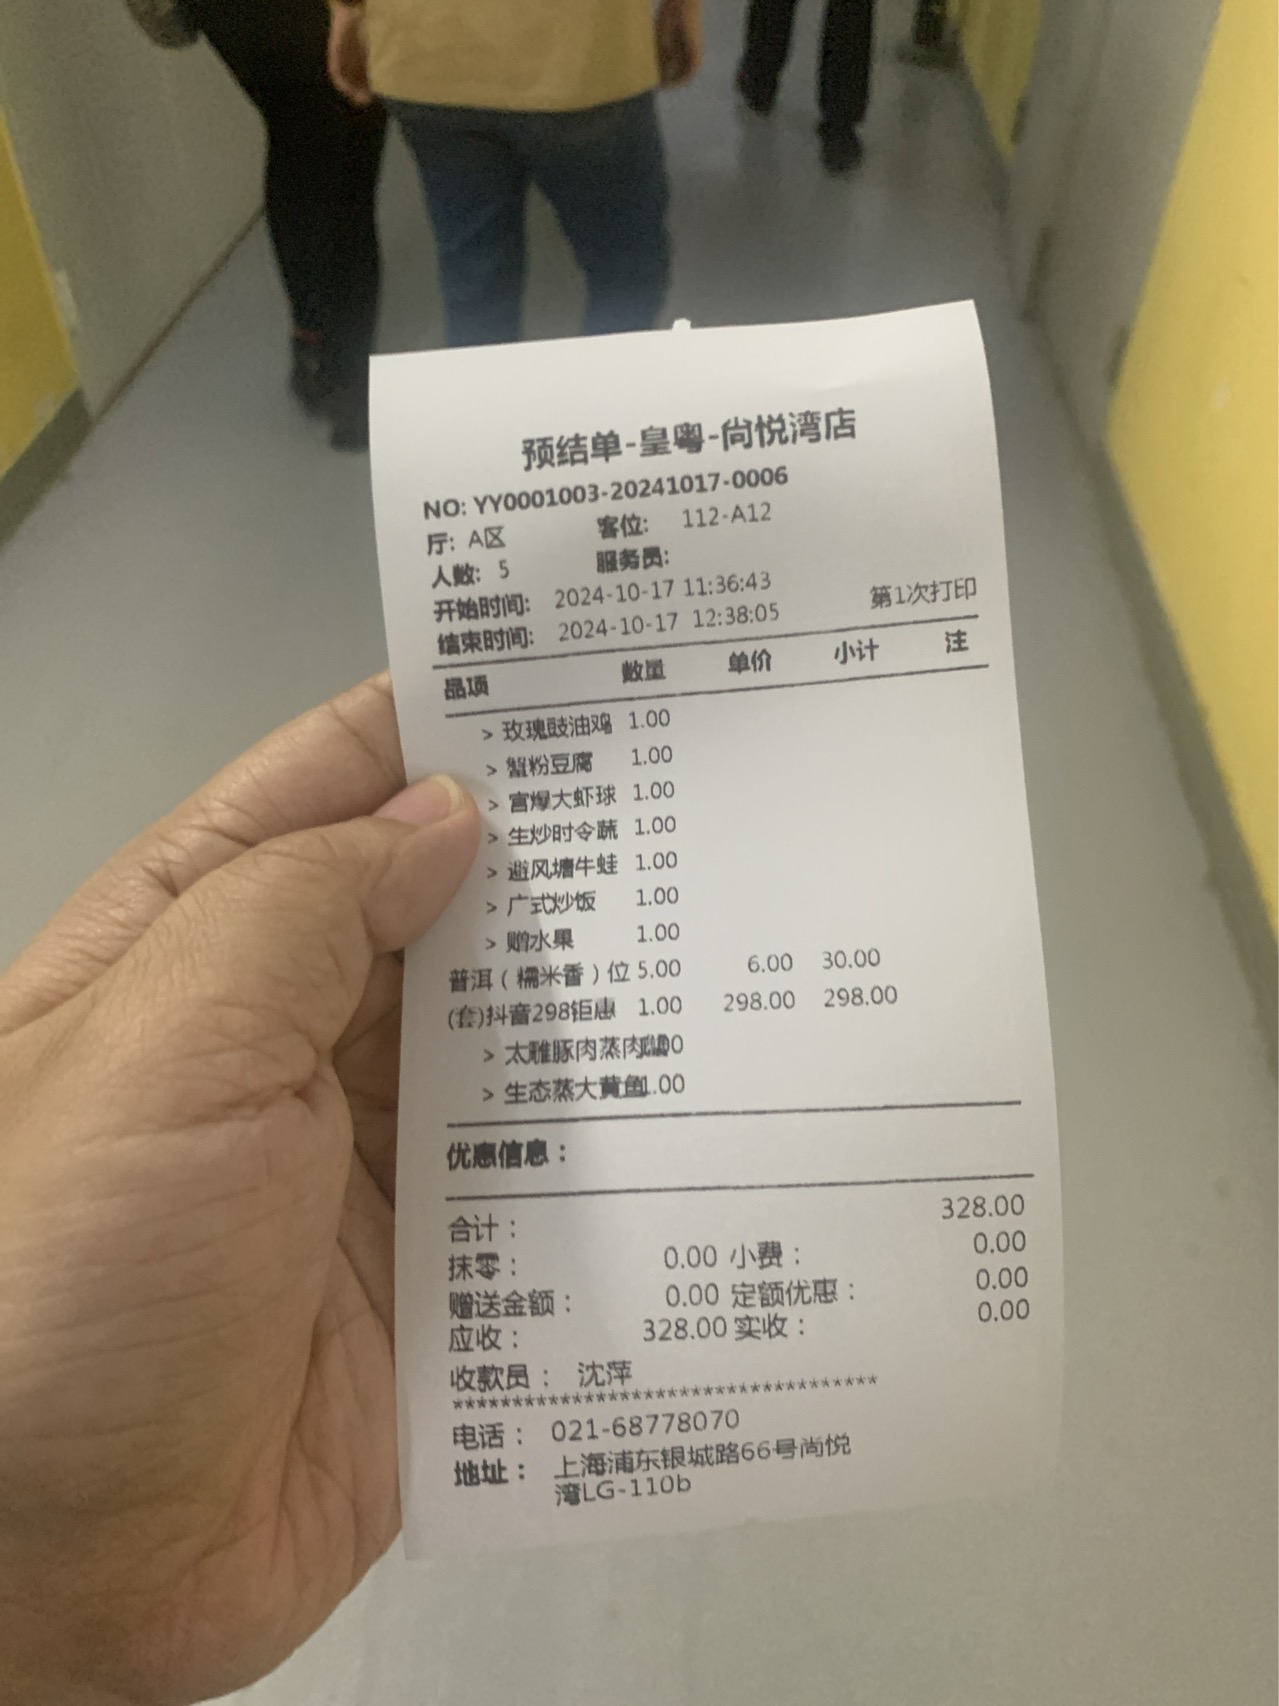 预结单-皇粤-尚悦湾店
NO: YY0001003-20241017-0006
厅: A区 客位: 112-A12
人数: 5 服务员:
开始时间: 2024-10-17 11:36:43
结束时间: 2024-10-17 12:38:05 第1次打印
品项 数量 单价 小计 注
> 玫瑰豉油鸡 1.00
> 蟹粉豆腐 1.00
> 宫爆大虾球 1.00
> 生炒时令蔬 1.00
> 避风塘牛蛙 1.00
> 广式炒饭 1.00
> 赠水果 1.00
普洱（糯米香）位 5.00 6.00 30.00
(套)抖音298钜惠 1.00 298.00 298.00
> 太雕豚肉蒸肉
> 生态蒸大黄鱼1.00
优惠信息：
合计： 328.00
抹零： 0.00 小费： 0.00
赠送金额： 0.00 定额优惠： 0.00
应收： 328.00 实收： 0.00
收款员： 沈萍
************************************
电话： 021-68778070
地址： 上海浦东银城路66号尚悦
湾LG-110b